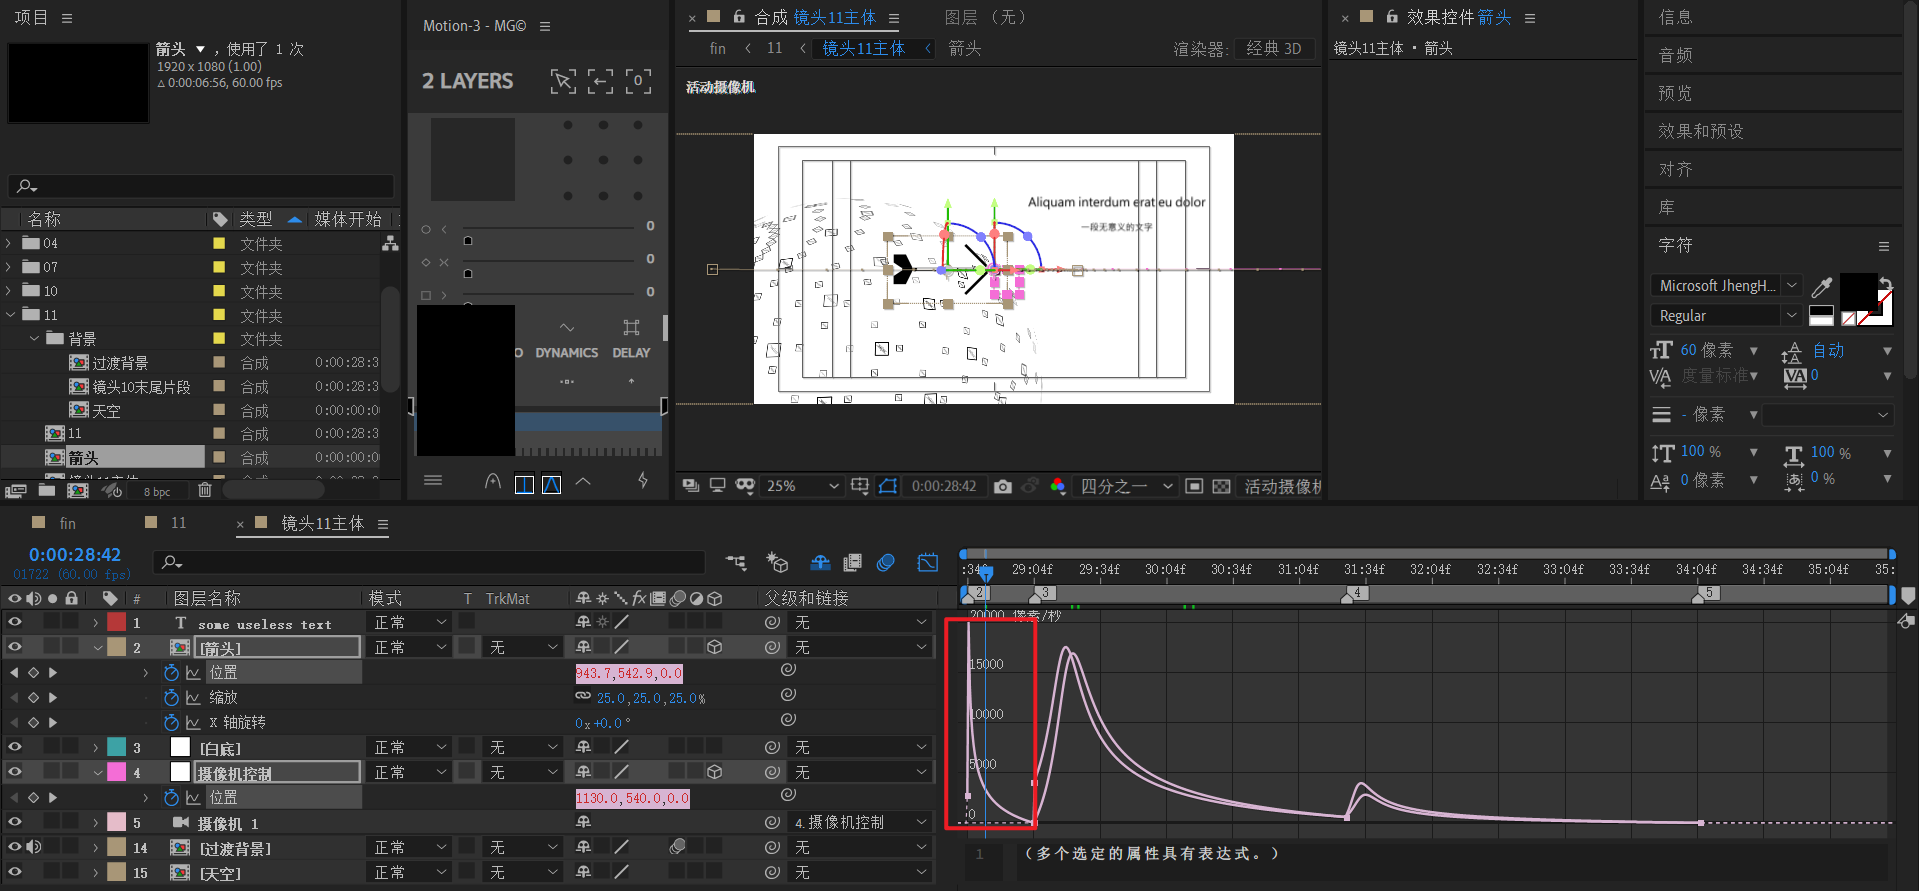 项目
箭头 ▼ ，使用了 1 次
1920 x 1080 (1.00)
△ 0:00:06:56, 60.00 fps
名称 类型 媒体开始
04 文件夹
07 文件夹
10 文件夹
11 文件夹
背景 文件夹
过渡背景 合成 0:00:28:3
镜头10末尾片段 合成 0:00:28:3
天空 合成 0:00:00:0
11 合成 0:00:28:3
箭头 合成 0:00:00:0
8 bpc
Motion-3 - MG©
2 LAYERS
0
0
0
0
O DYNAMICS DELAY
× 合成 镜头11主体 图层 （无）
fin ‹ 11 ‹ 镜头11主体 ‹ 箭头
渲染器: 经典 3D
活动摄像机
Aliquam interdum erat eu dolor
一段无意义的文字
25% 0:00:28:42 四分之一 活动摄像机
× 效果控件 箭头
镜头11主体 • 箭头
信息
音频
预览
效果和预设
对齐
库
字符
Microsoft JhengH...
Regular
60 像素 自动
度量标准 0
- 像素
100 % 100 %
0 像素 0 %
fin 11 × 镜头11主体
0:00:28:42
01722 (60.00 fps)
:34f 29:04f 29:34f 30:04f 30:34f 31:04f 31:34f 32:04f 32:34f 33:04f 33:34f 34:04f 34:34f 35:04f 35:
2 3 4 5
# 图层名称 模式 T TrkMat fx 父级和链接
1 T some useless text 正常 无
2 [箭头] 正常 无 无
位置 943.7,542.9,0.0
缩放 25.0,25.0,25.0%
X 轴旋转 0x+0.0°
3 [白底] 正常 无 无
4 摄像机控制 正常 无 无
位置 1130.0,540.0,0.0
5 摄像机 1 4.摄像机控制
14 [过渡背景] 正常 无 无
15 [天空] 正常 无 无
20000 像素/秒
15000
10000
5000
0
1 （多个选定的属性具有表达式。）